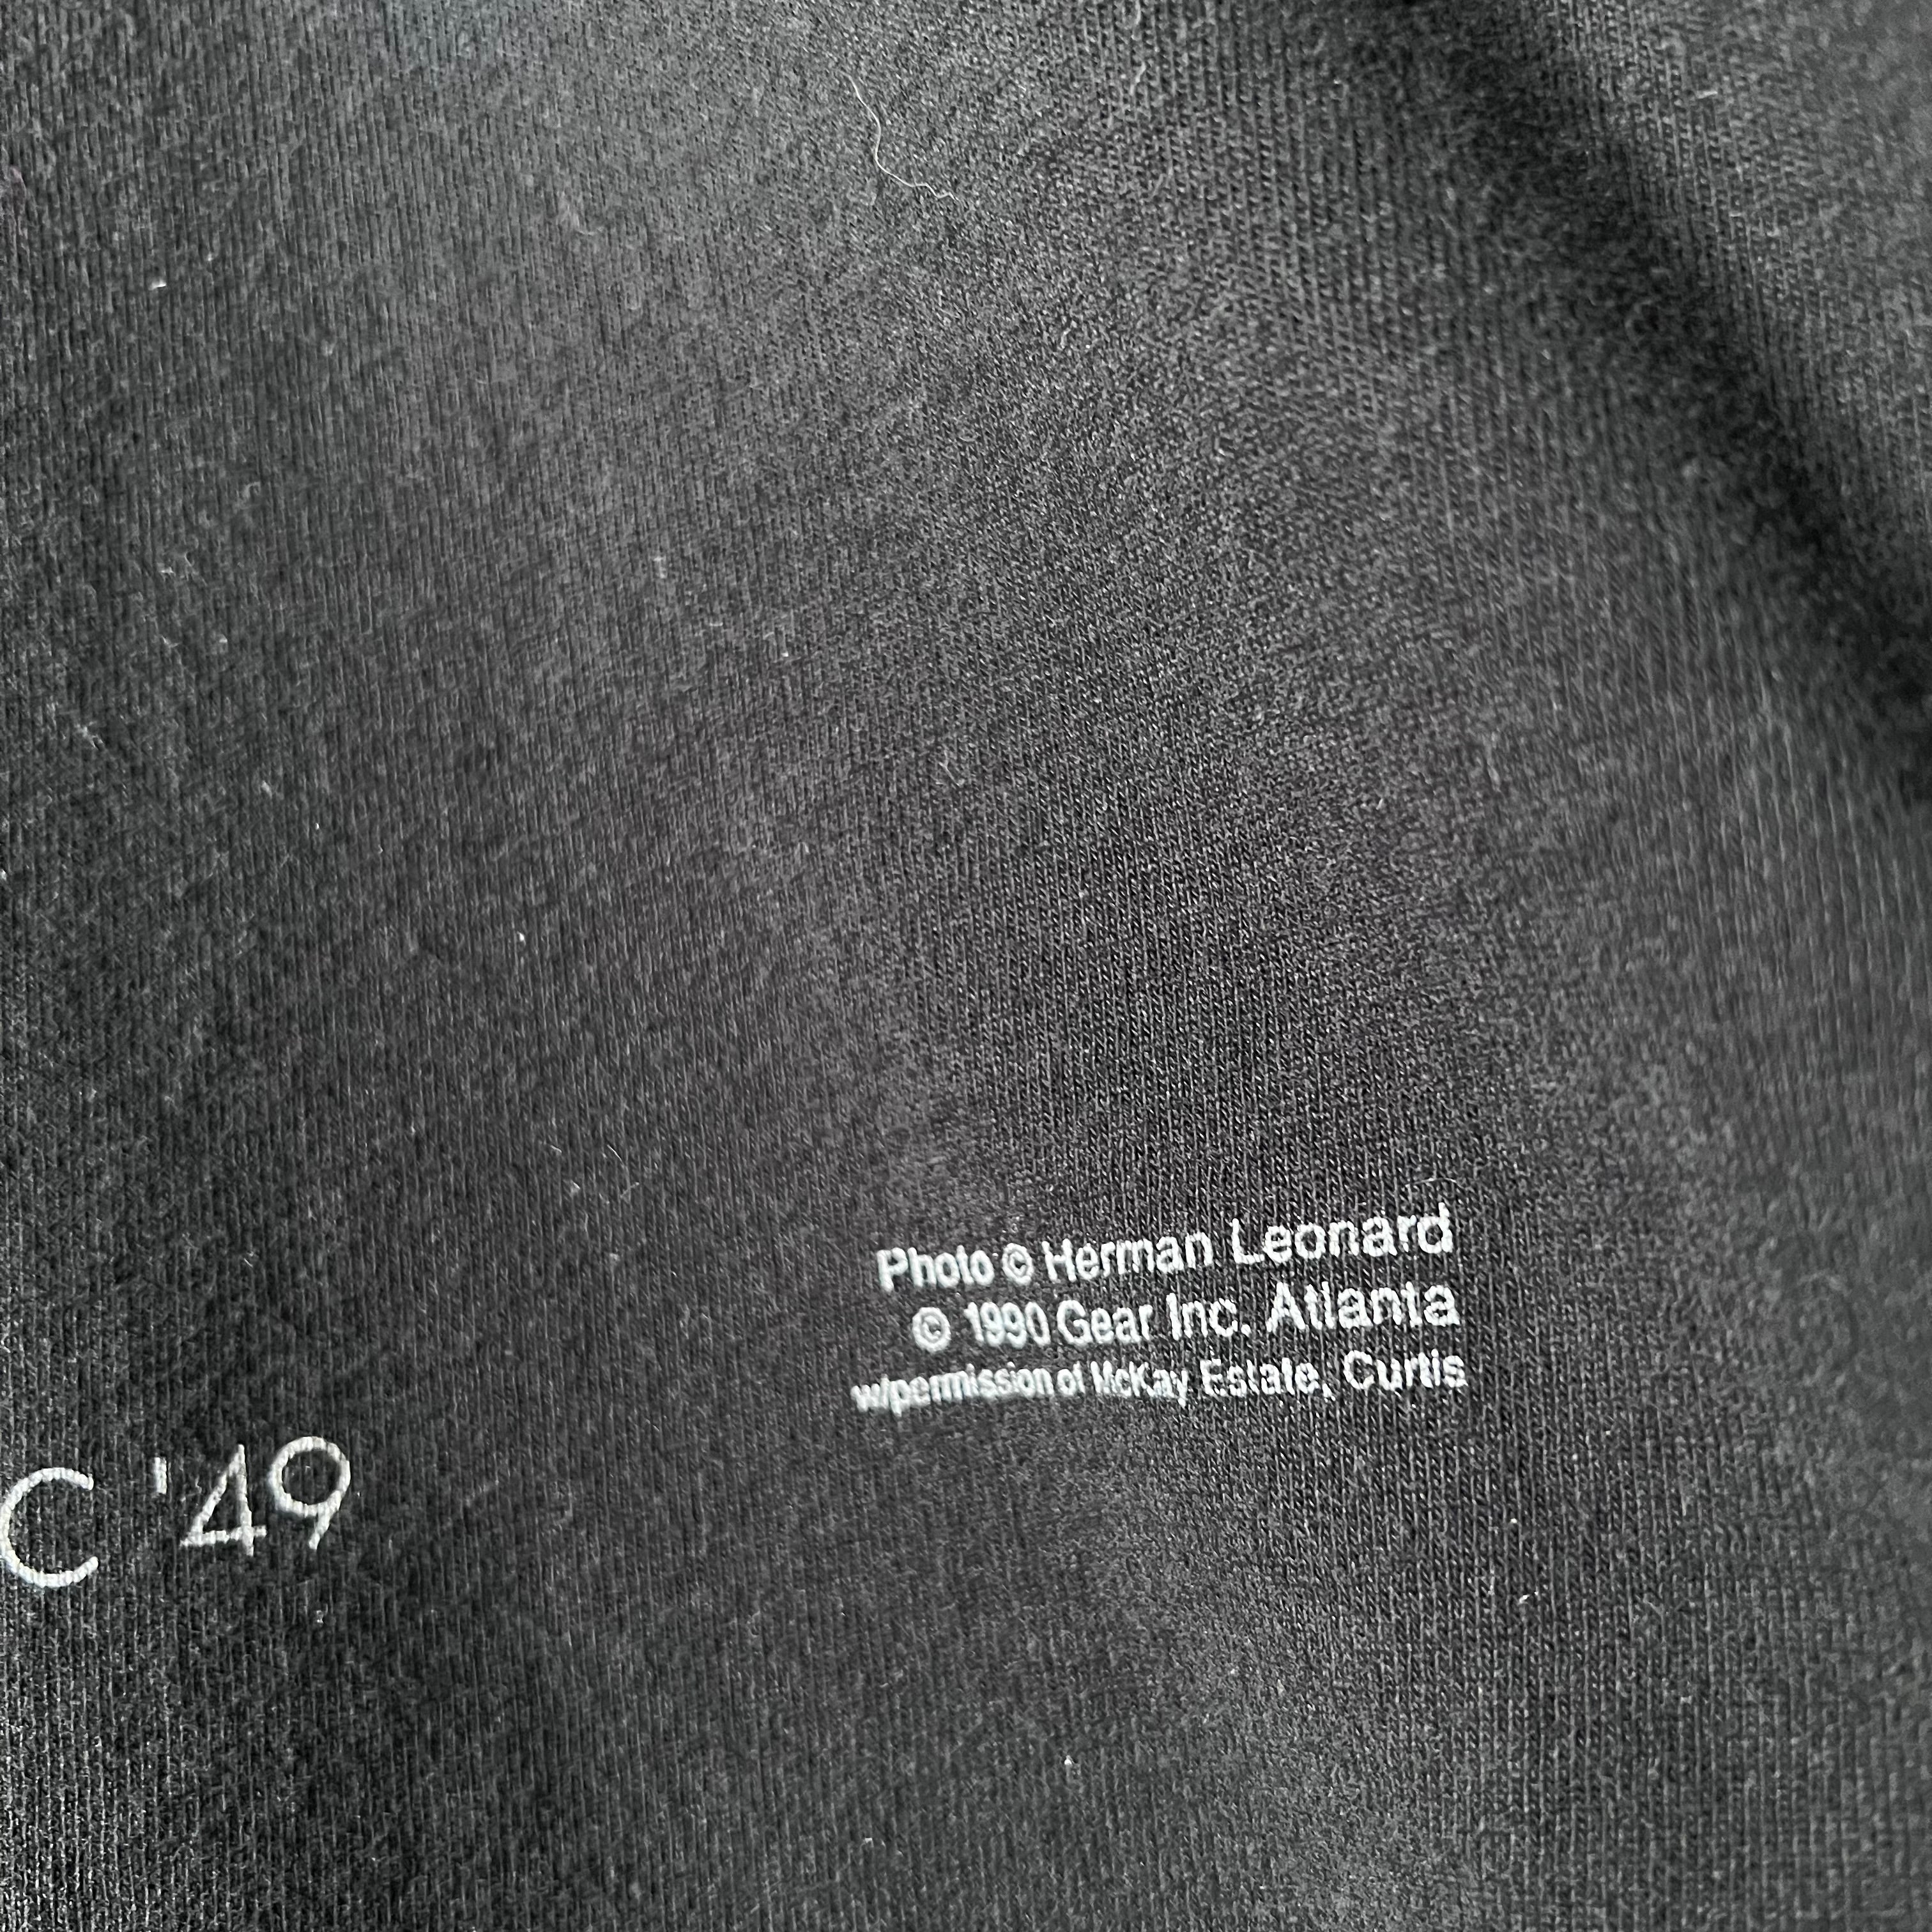 Photo © Herman Leonard
© 1990 Gear Inc. Atlanta
w/permission of McKay Estate, Curtis
C '49